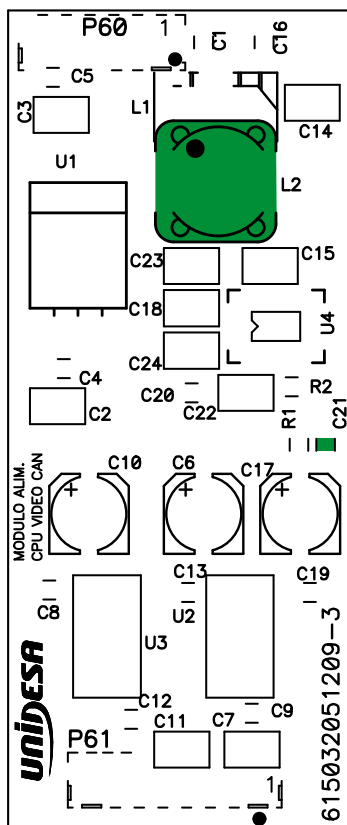 P60 1
C1
C16
C5
C3
L1
C14
U1
L2
C23
C15
C18
U4
C24
C4
C20
C22
R2
C2
R1
C21
C10
C6
C17
MODULO ALIM.
CPU VIDEO CAN
C13
C19
C8
U2
U3
C12
C9
C11
C7
P61
1
UNIDESA
615032051209-3